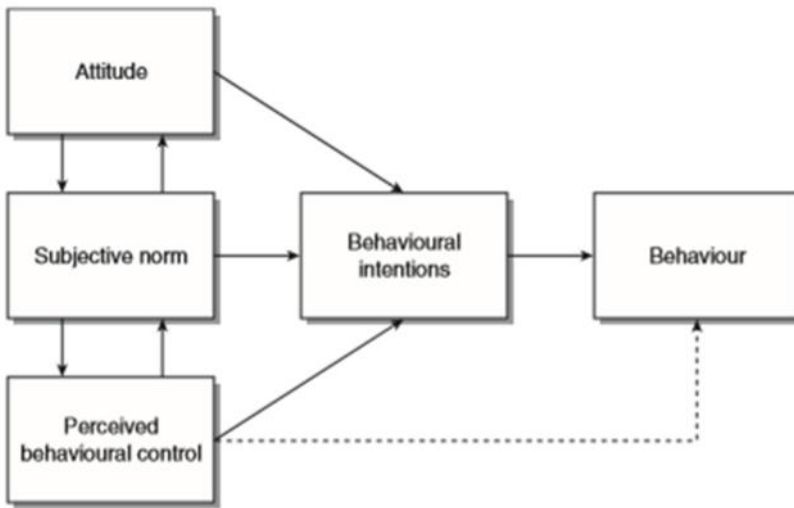 Attitude
Subjective norm
Behavioural
intentions
Behaviour
Perceived
behavioural control